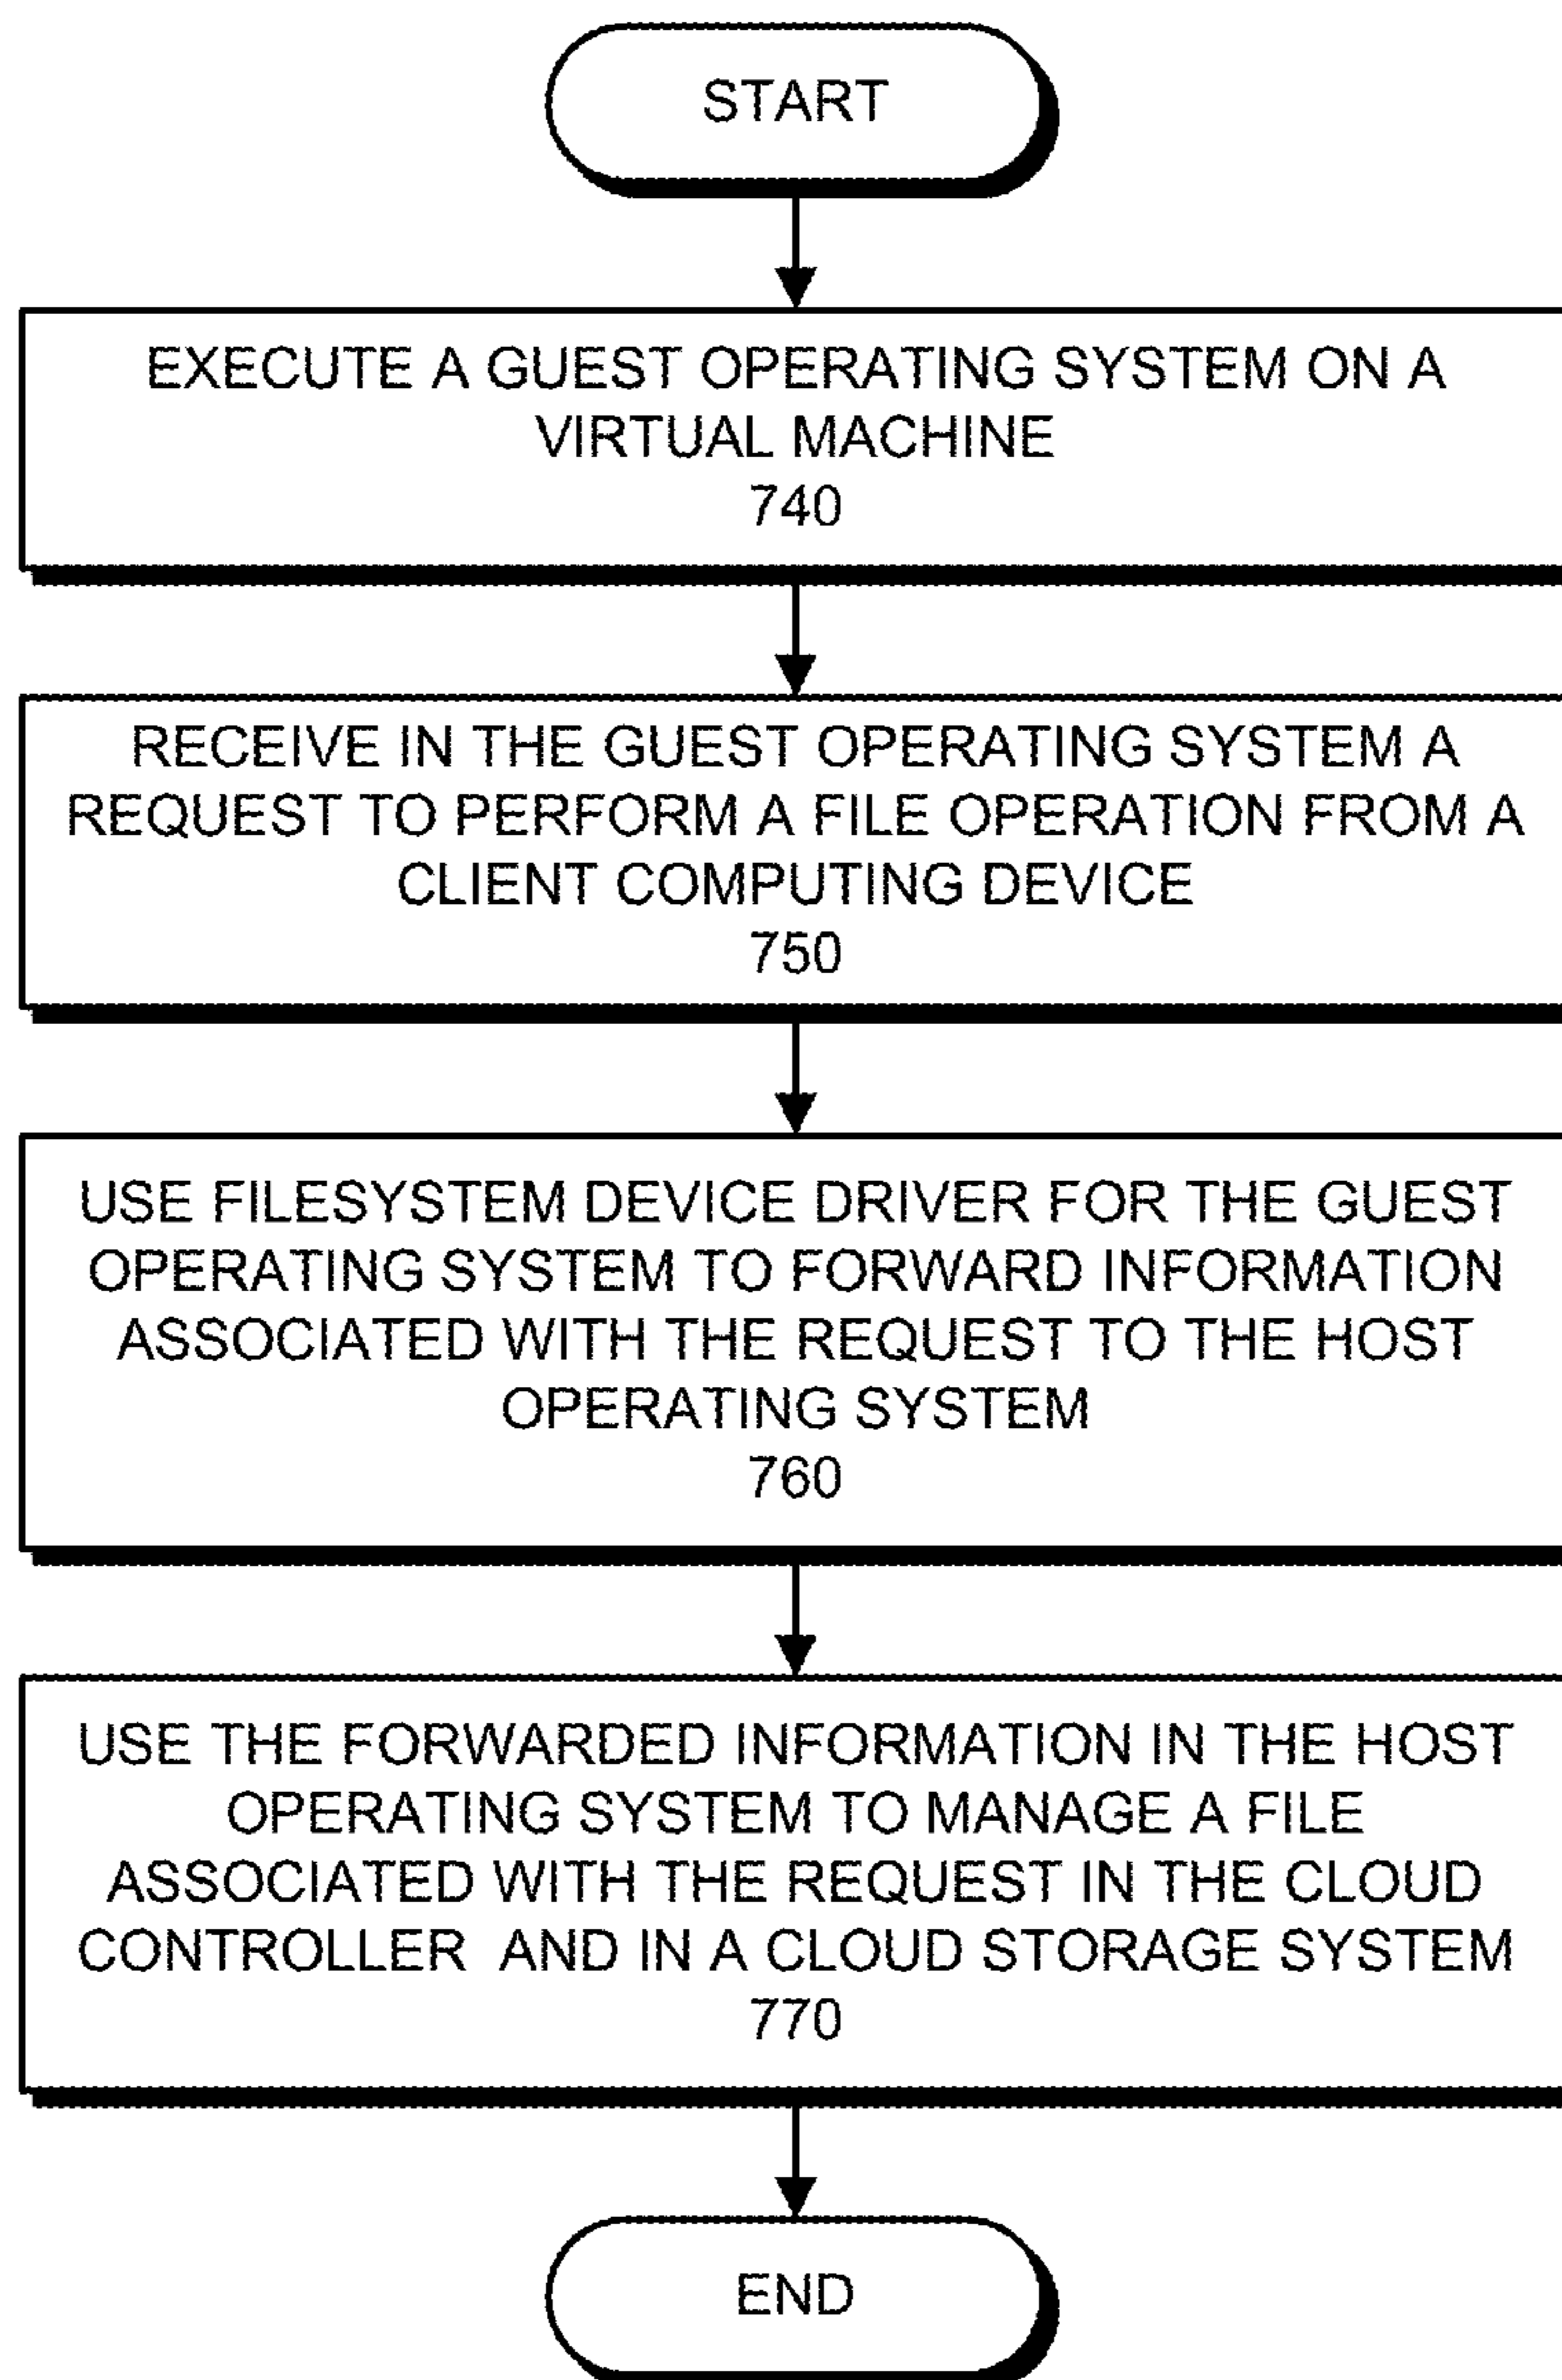 START
EXECUTE A GUEST OPERATING SYSTEM ON A
VIRTUAL MACHINE
740
RECEIVE IN THE GUEST OPERATING SYSTEM A
REQUEST TO PERFORM A FILE OPERATION FROM A
CLIENT COMPUTING DEVICE
750
USE FILESYSTEM DEVICE DRIVER FOR THE GUEST
OPERATING SYSTEM TO FORWARD INFORMATION
ASSOCIATED WITH THE REQUEST TO THE HOST
OPERATING SYSTEM
760
USE THE FORWARDED INFORMATION IN THE HOST
OPERATING SYSTEM TO MANAGE A FILE
ASSOCIATED WITH THE REQUEST IN THE CLOUD
CONTROLLER  AND IN A CLOUD STORAGE SYSTEM
770
END